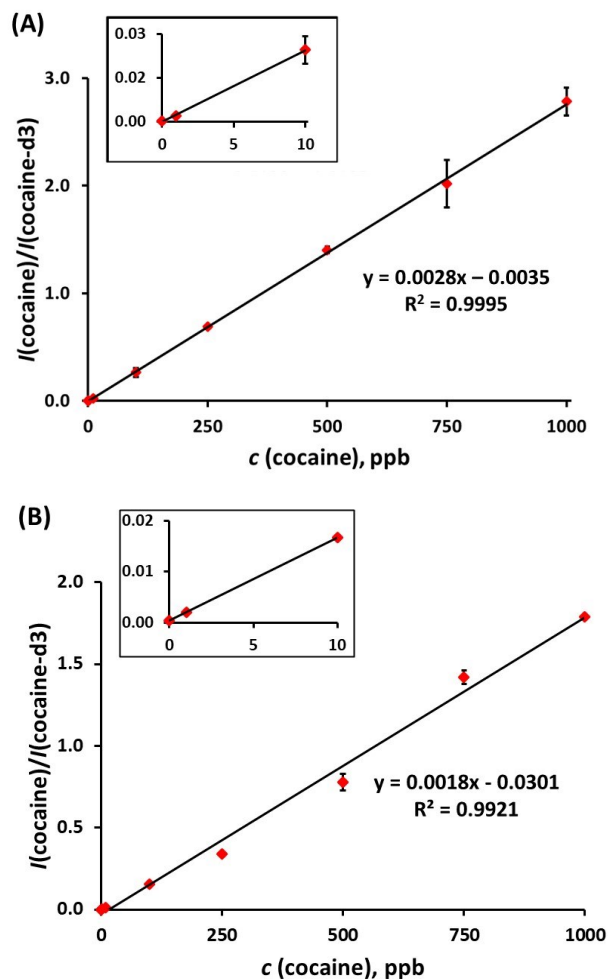 (A)
0.03
0.02
0.00
0 5 10
3.0
2.0
1.0
0.0
I(cocaine)/I(cocaine-d3)
y = 0.0028x – 0.0035
R² = 0.9995
0 250 500 750 1000
c (cocaine), ppb
(B)
0.02
0.01
0.00
0 5 10
2.0
1.5
1.0
0.5
0.0
I(cocaine)/I(cocaine-d3)
y = 0.0018x - 0.0301
R² = 0.9921
0 250 500 750 1000
c (cocaine), ppb